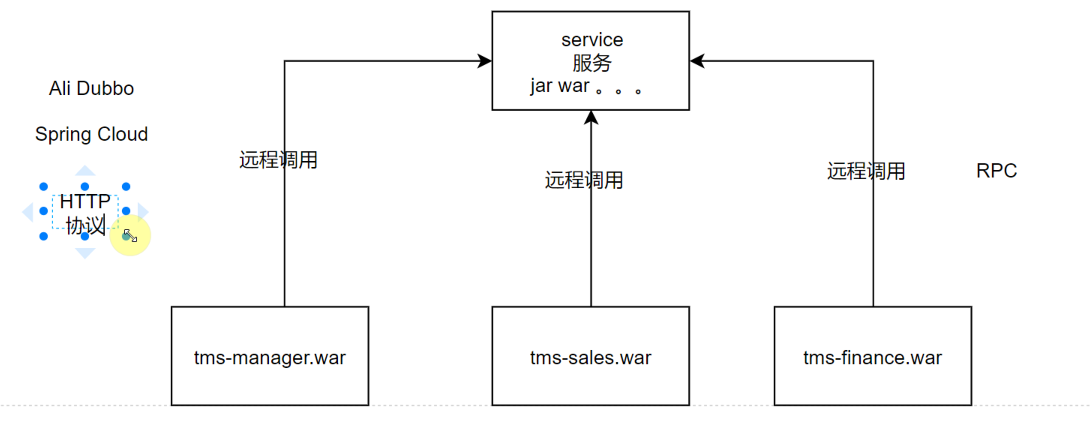 service
服务
jar war 。。。
Ali Dubbo
Spring Cloud
HTTP
协议
远程调用
远程调用
远程调用
RPC
tms-manager.war
tms-sales.war
tms-finance.war